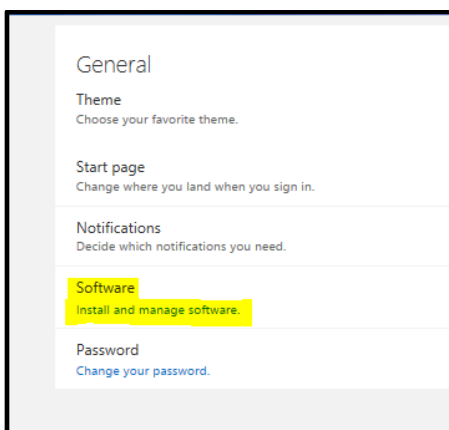 General
Theme
Choose your favorite theme.
Start page
Change where you land when you sign in.
Notifications
Decide which notifications you need.
Software
Install and manage software.
Password
Change your password.